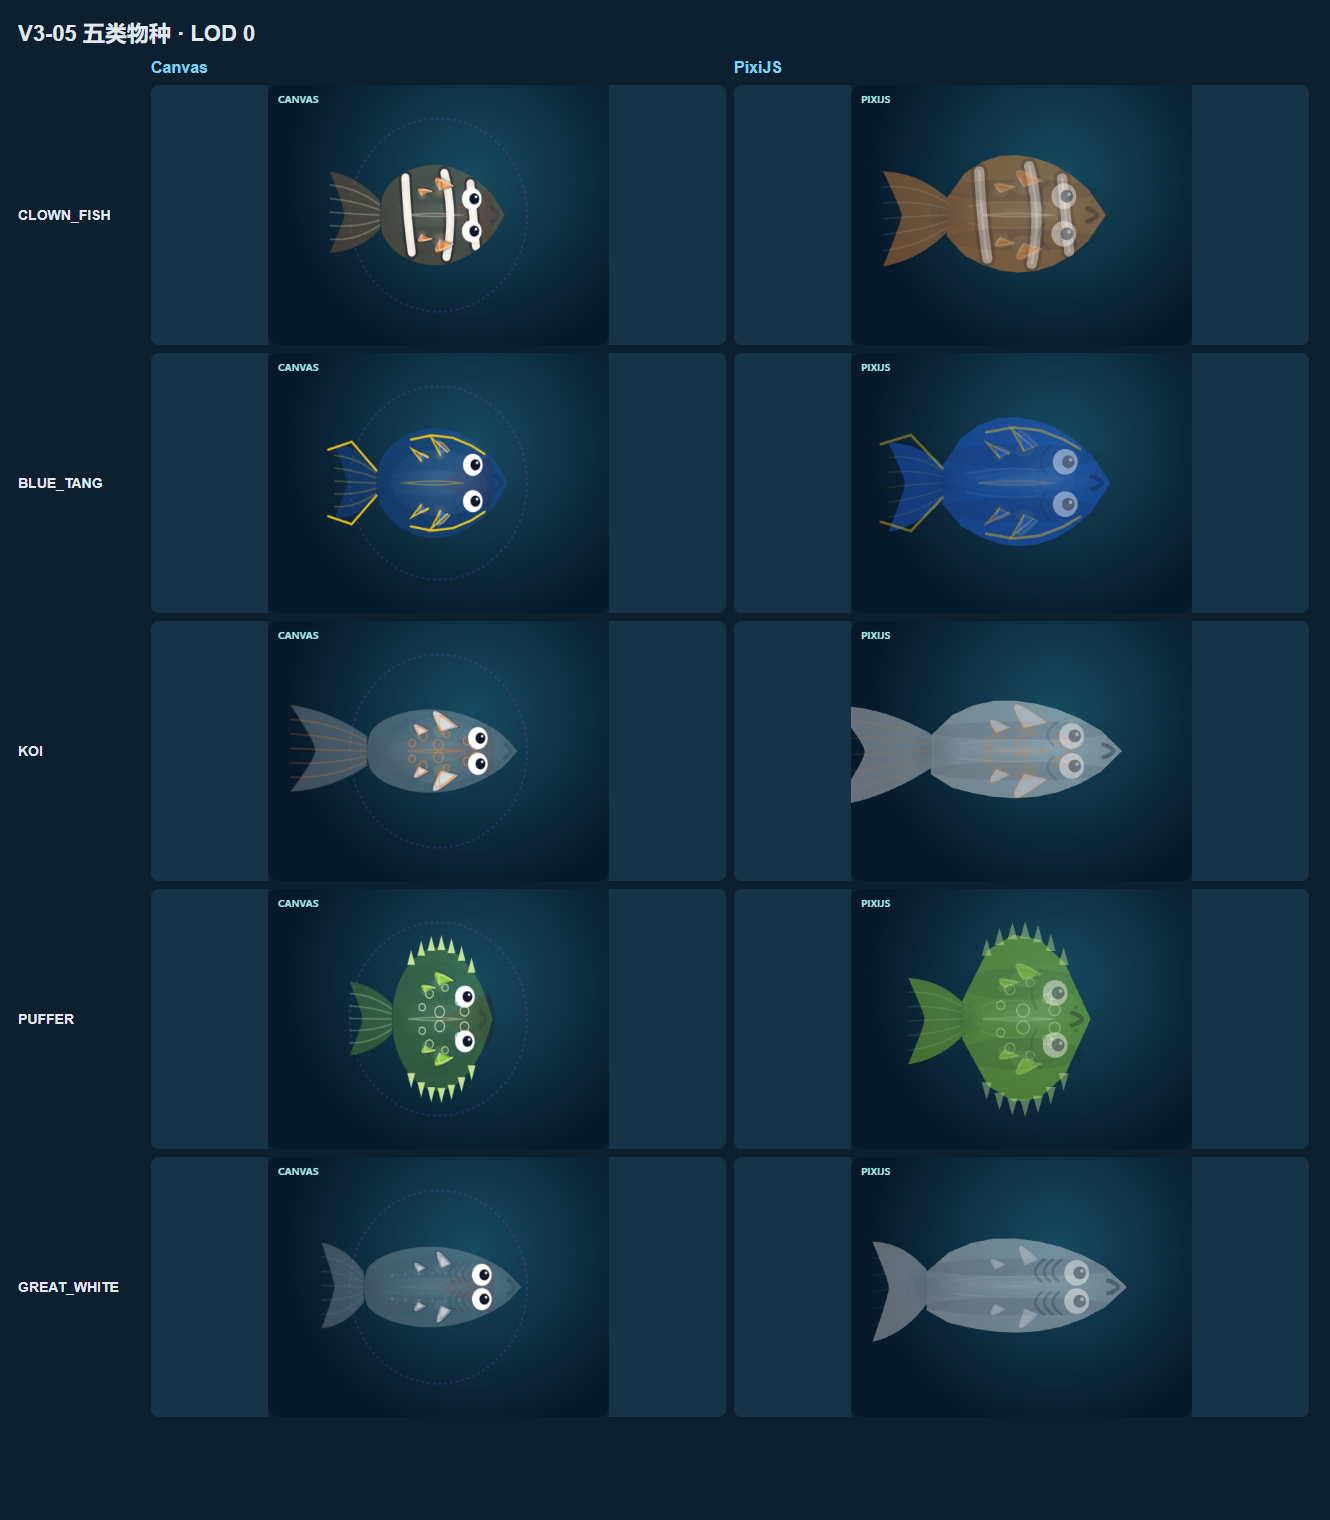 V3-05 五类物种 · LOD 0
Canvas PixiJS
CANVAS PIXIJS
CLOWN_FISH
CANVAS PIXIJS
BLUE_TANG
CANVAS PIXIJS
KOI
CANVAS PIXIJS
PUFFER
CANVAS PIXIJS
GREAT_WHITE